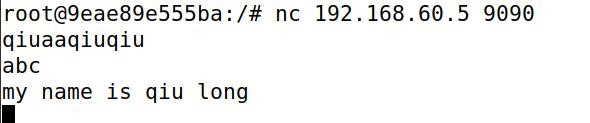 root@9eae89e555ba:/# nc 192.168.60.5 9090
qiuaaqiuqiu
abc
my name is qiu long